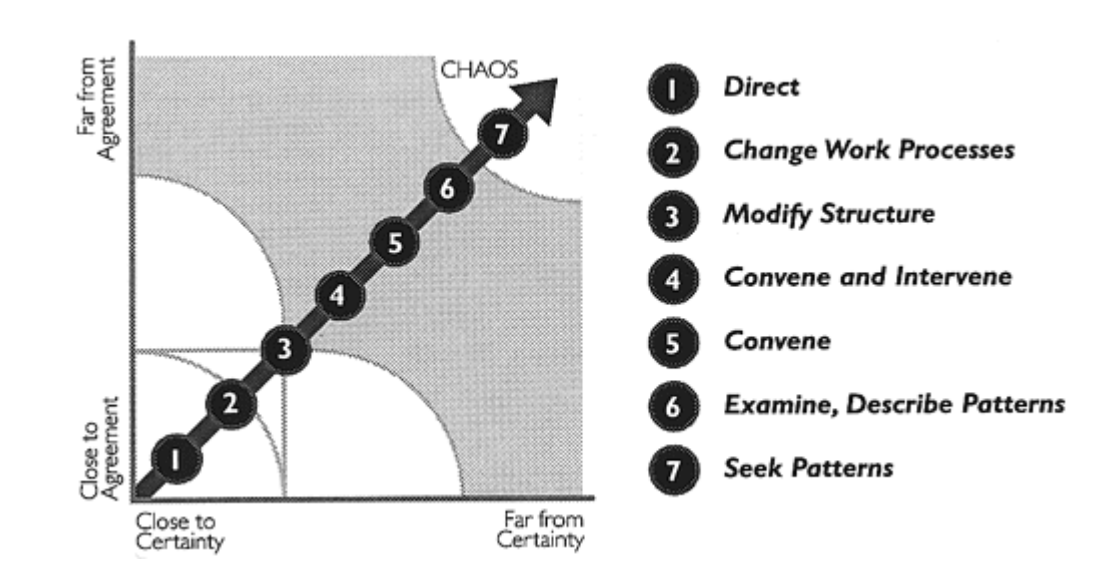 Far from
Agreement
CHAOS
7
6
5
4
3
2
1
Close to
Agreement
Close to
Certainty
Far from
Certainty
1 Direct
2 Change Work Processes
3 Modify Structure
4 Convene and Intervene
5 Convene
6 Examine, Describe Patterns
7 Seek Patterns